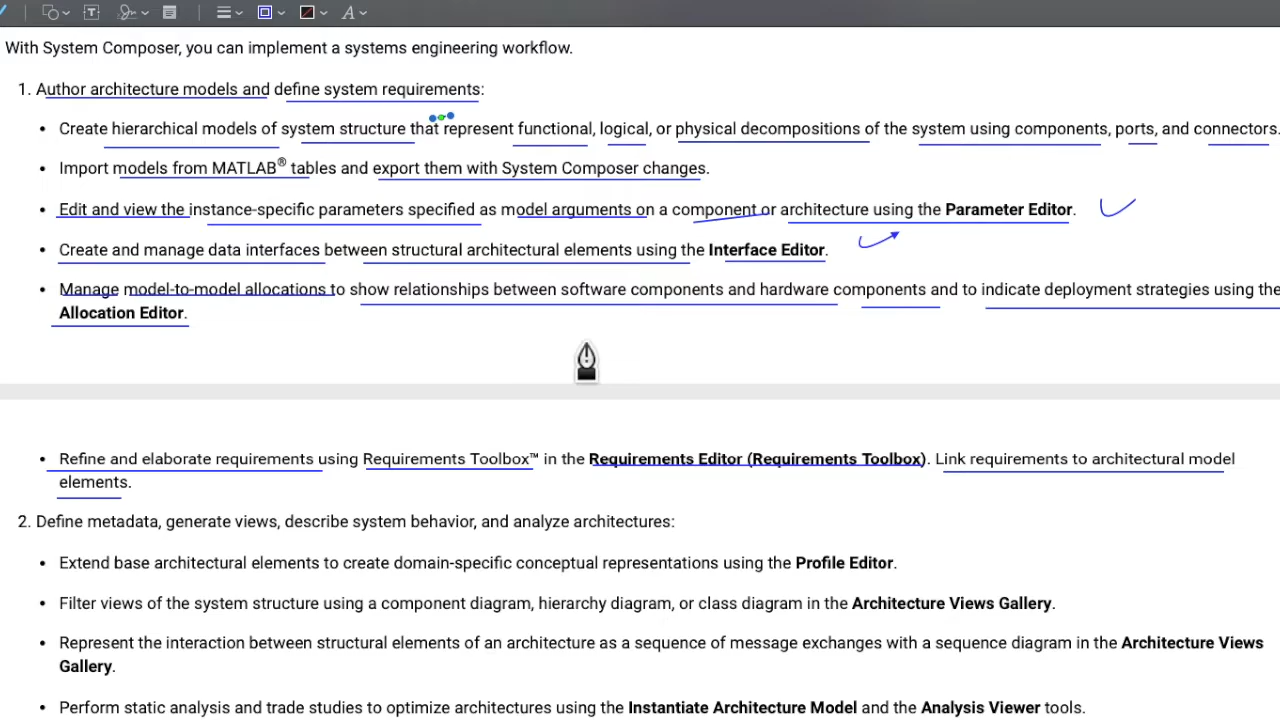 With System Composer, you can implement a systems engineering workflow.
1. Author architecture models and define system requirements:
• Create hierarchical models of system structure that represent functional, logical, or physical decompositions of the system using components, ports, and connectors.
• Import models from MATLAB® tables and export them with System Composer changes.
• Edit and view the instance-specific parameters specified as model arguments on a component or architecture using the Parameter Editor.
• Create and manage data interfaces between structural architectural elements using the Interface Editor.
• Manage model-to-model allocations to show relationships between software components and hardware components and to indicate deployment strategies using the
Allocation Editor.
• Refine and elaborate requirements using Requirements Toolbox™ in the Requirements Editor (Requirements Toolbox). Link requirements to architectural model
elements.
2. Define metadata, generate views, describe system behavior, and analyze architectures:
• Extend base architectural elements to create domain-specific conceptual representations using the Profile Editor.
• Filter views of the system structure using a component diagram, hierarchy diagram, or class diagram in the Architecture Views Gallery.
• Represent the interaction between structural elements of an architecture as a sequence of message exchanges with a sequence diagram in the Architecture Views
Gallery.
• Perform static analysis and trade studies to optimize architectures using the Instantiate Architecture Model and the Analysis Viewer tools.